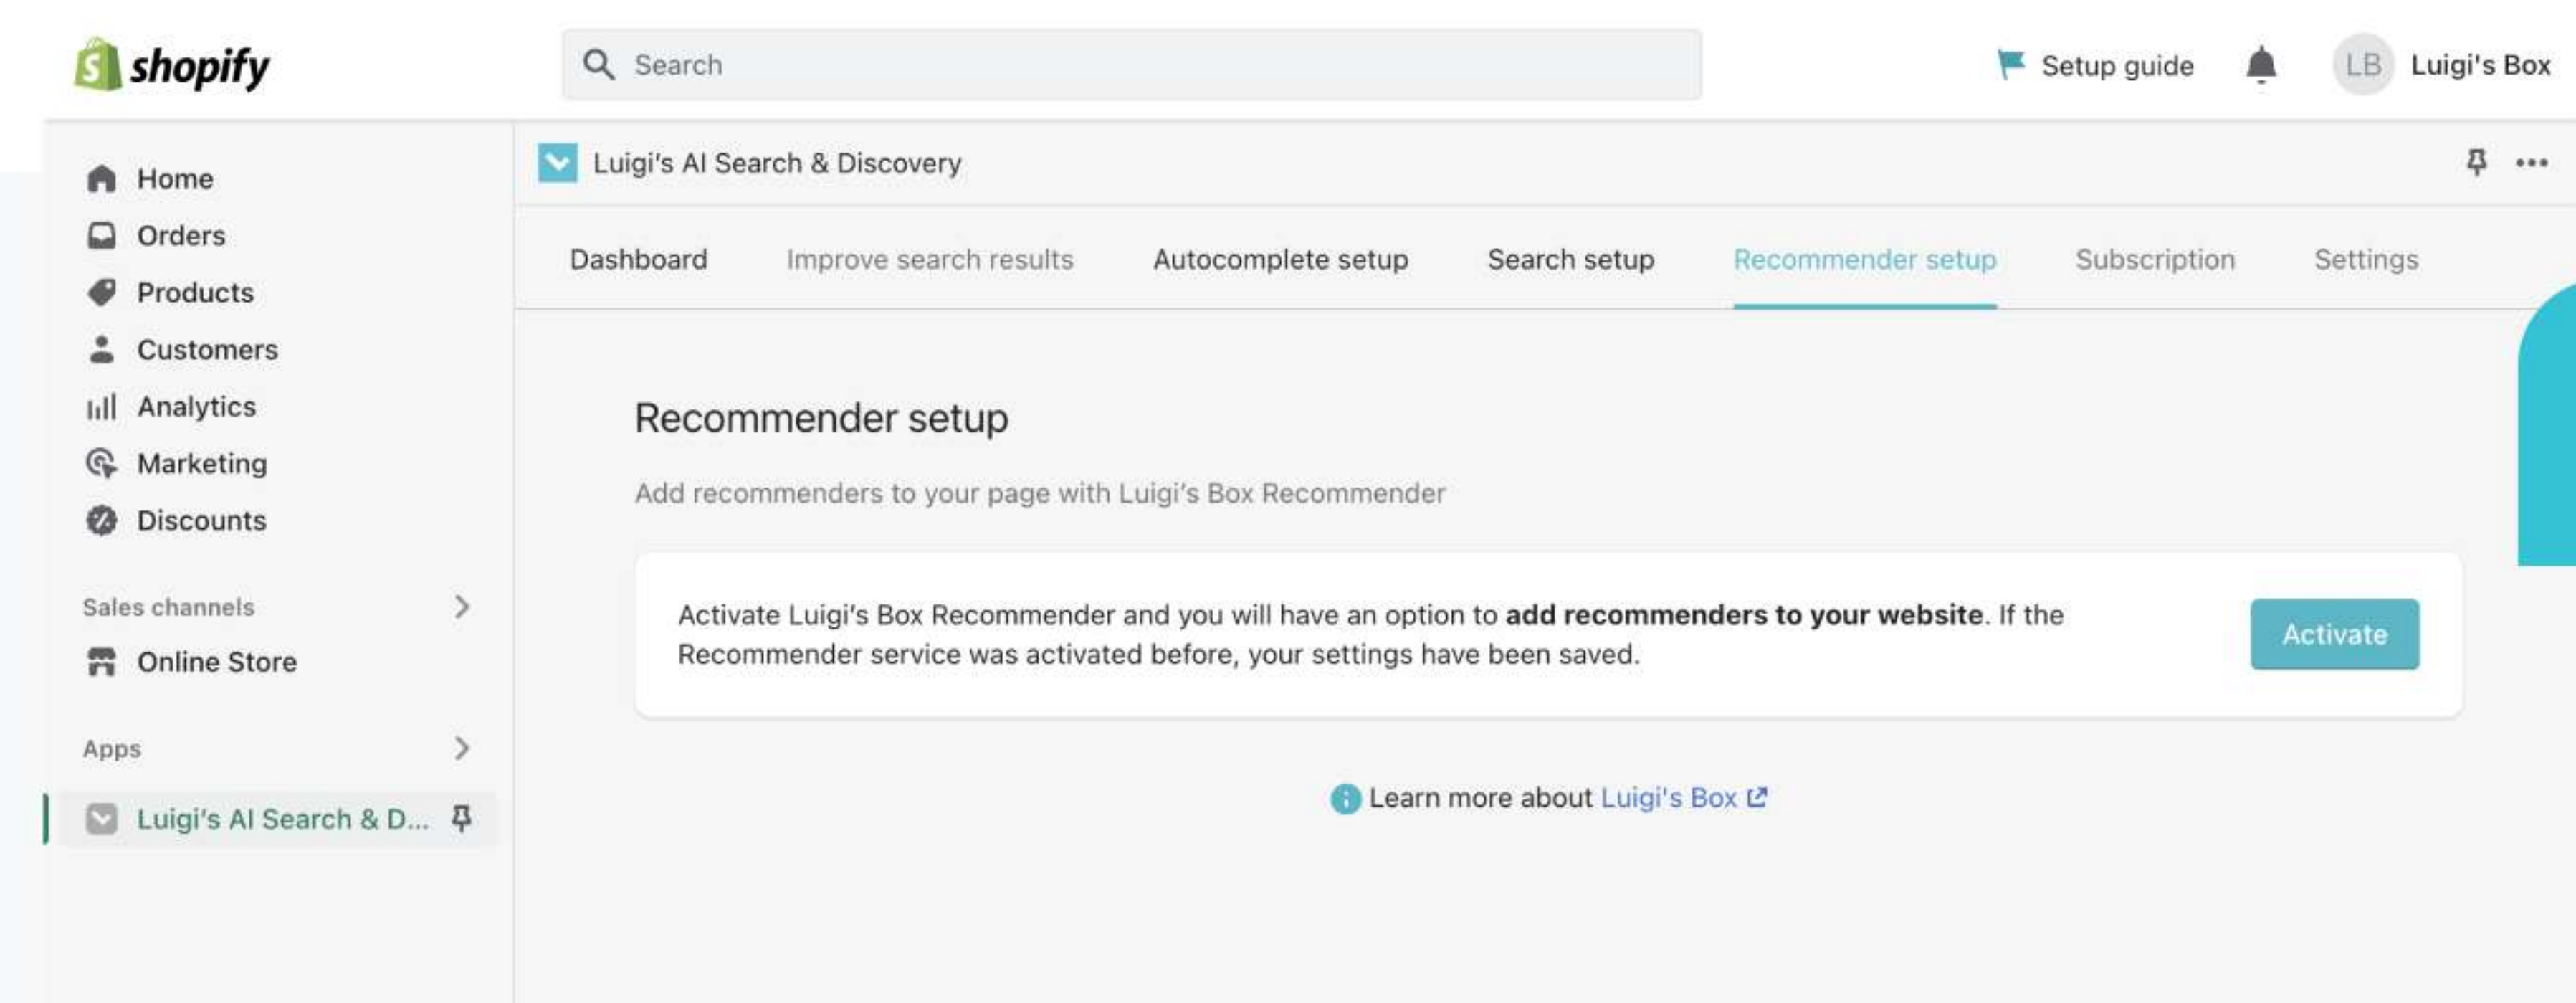 shopify
Search
Setup guide
LB
Luigi's Box
Home
Orders
Products
Customers
Analytics
Marketing
Discounts
Sales channels
Online Store
Apps
Luigi's AI Search & D...
Luigi's AI Search & Discovery
Dashboard
Improve search results
Autocomplete setup
Search setup
Recommender setup
Subscription
Settings
Recommender setup
Add recommenders to your page with Luigi's Box Recommender
Activate Luigi's Box Recommender and you will have an option to add recommenders to your website. If the
Recommender service was activated before, your settings have been saved.
Activate
Learn more about Luigi's Box